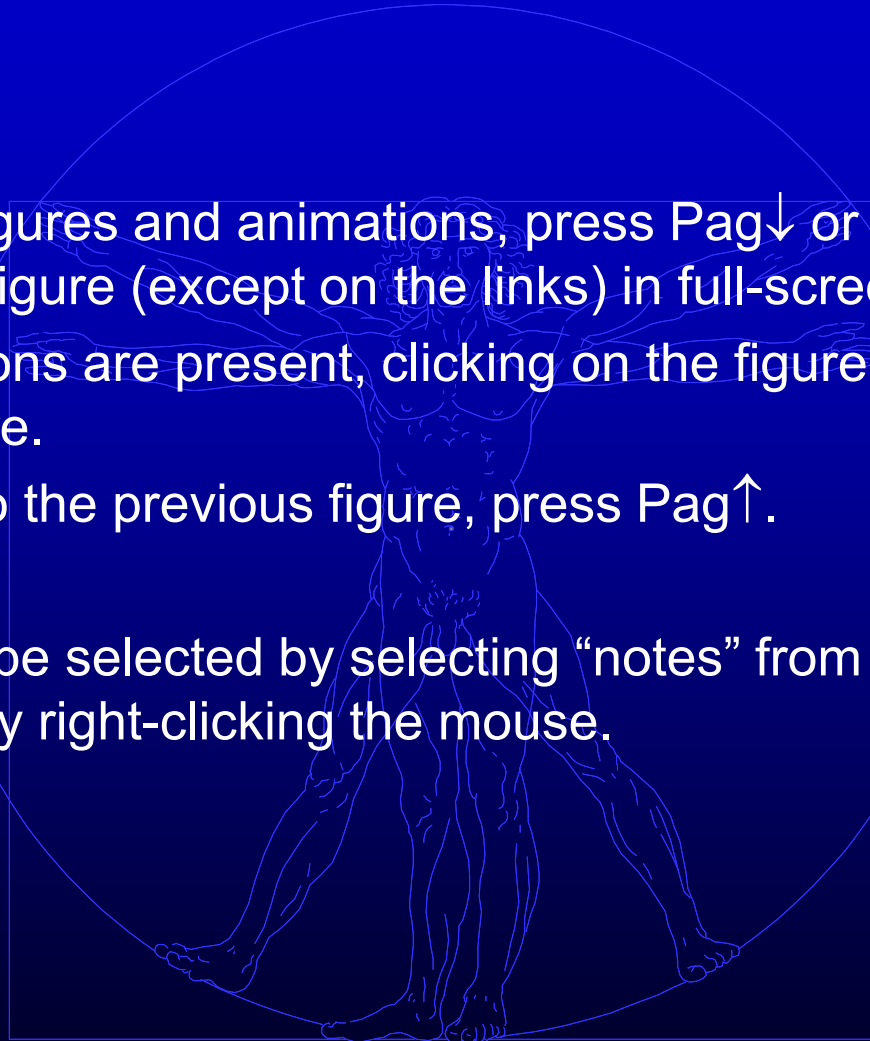 gures and animations, press Pag↓ or
igure (except on the links) in full-scre
ons are present, clicking on the figure
e.
o the previous figure, press Pag↑.
be selected by selecting “notes” from
y right-clicking the mouse.